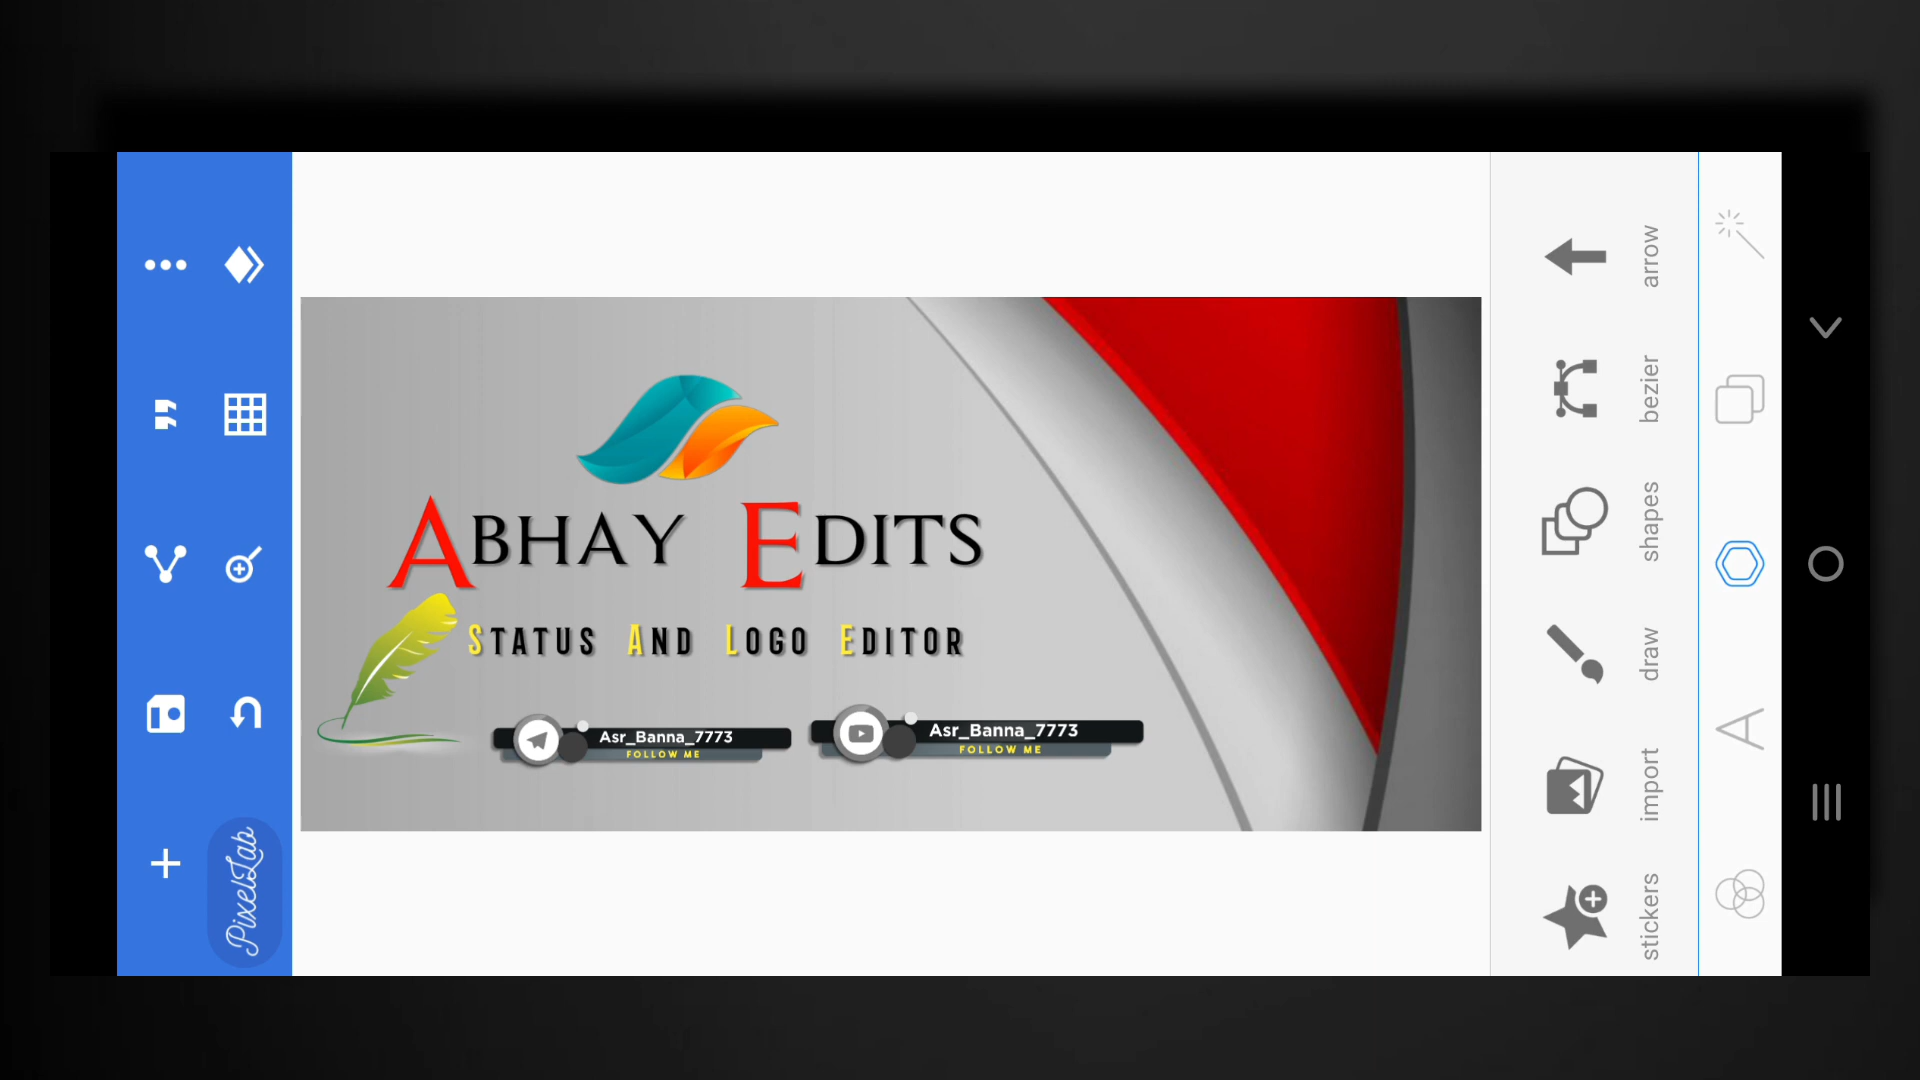 ABHAY EDITS
STATUS AND LOGO EDITOR
Asr_Banna_7773
FOLLOW ME
Asr_Banna_7773
FOLLOW ME
PixelLab
arrow
bezier
shapes
draw
import
stickers